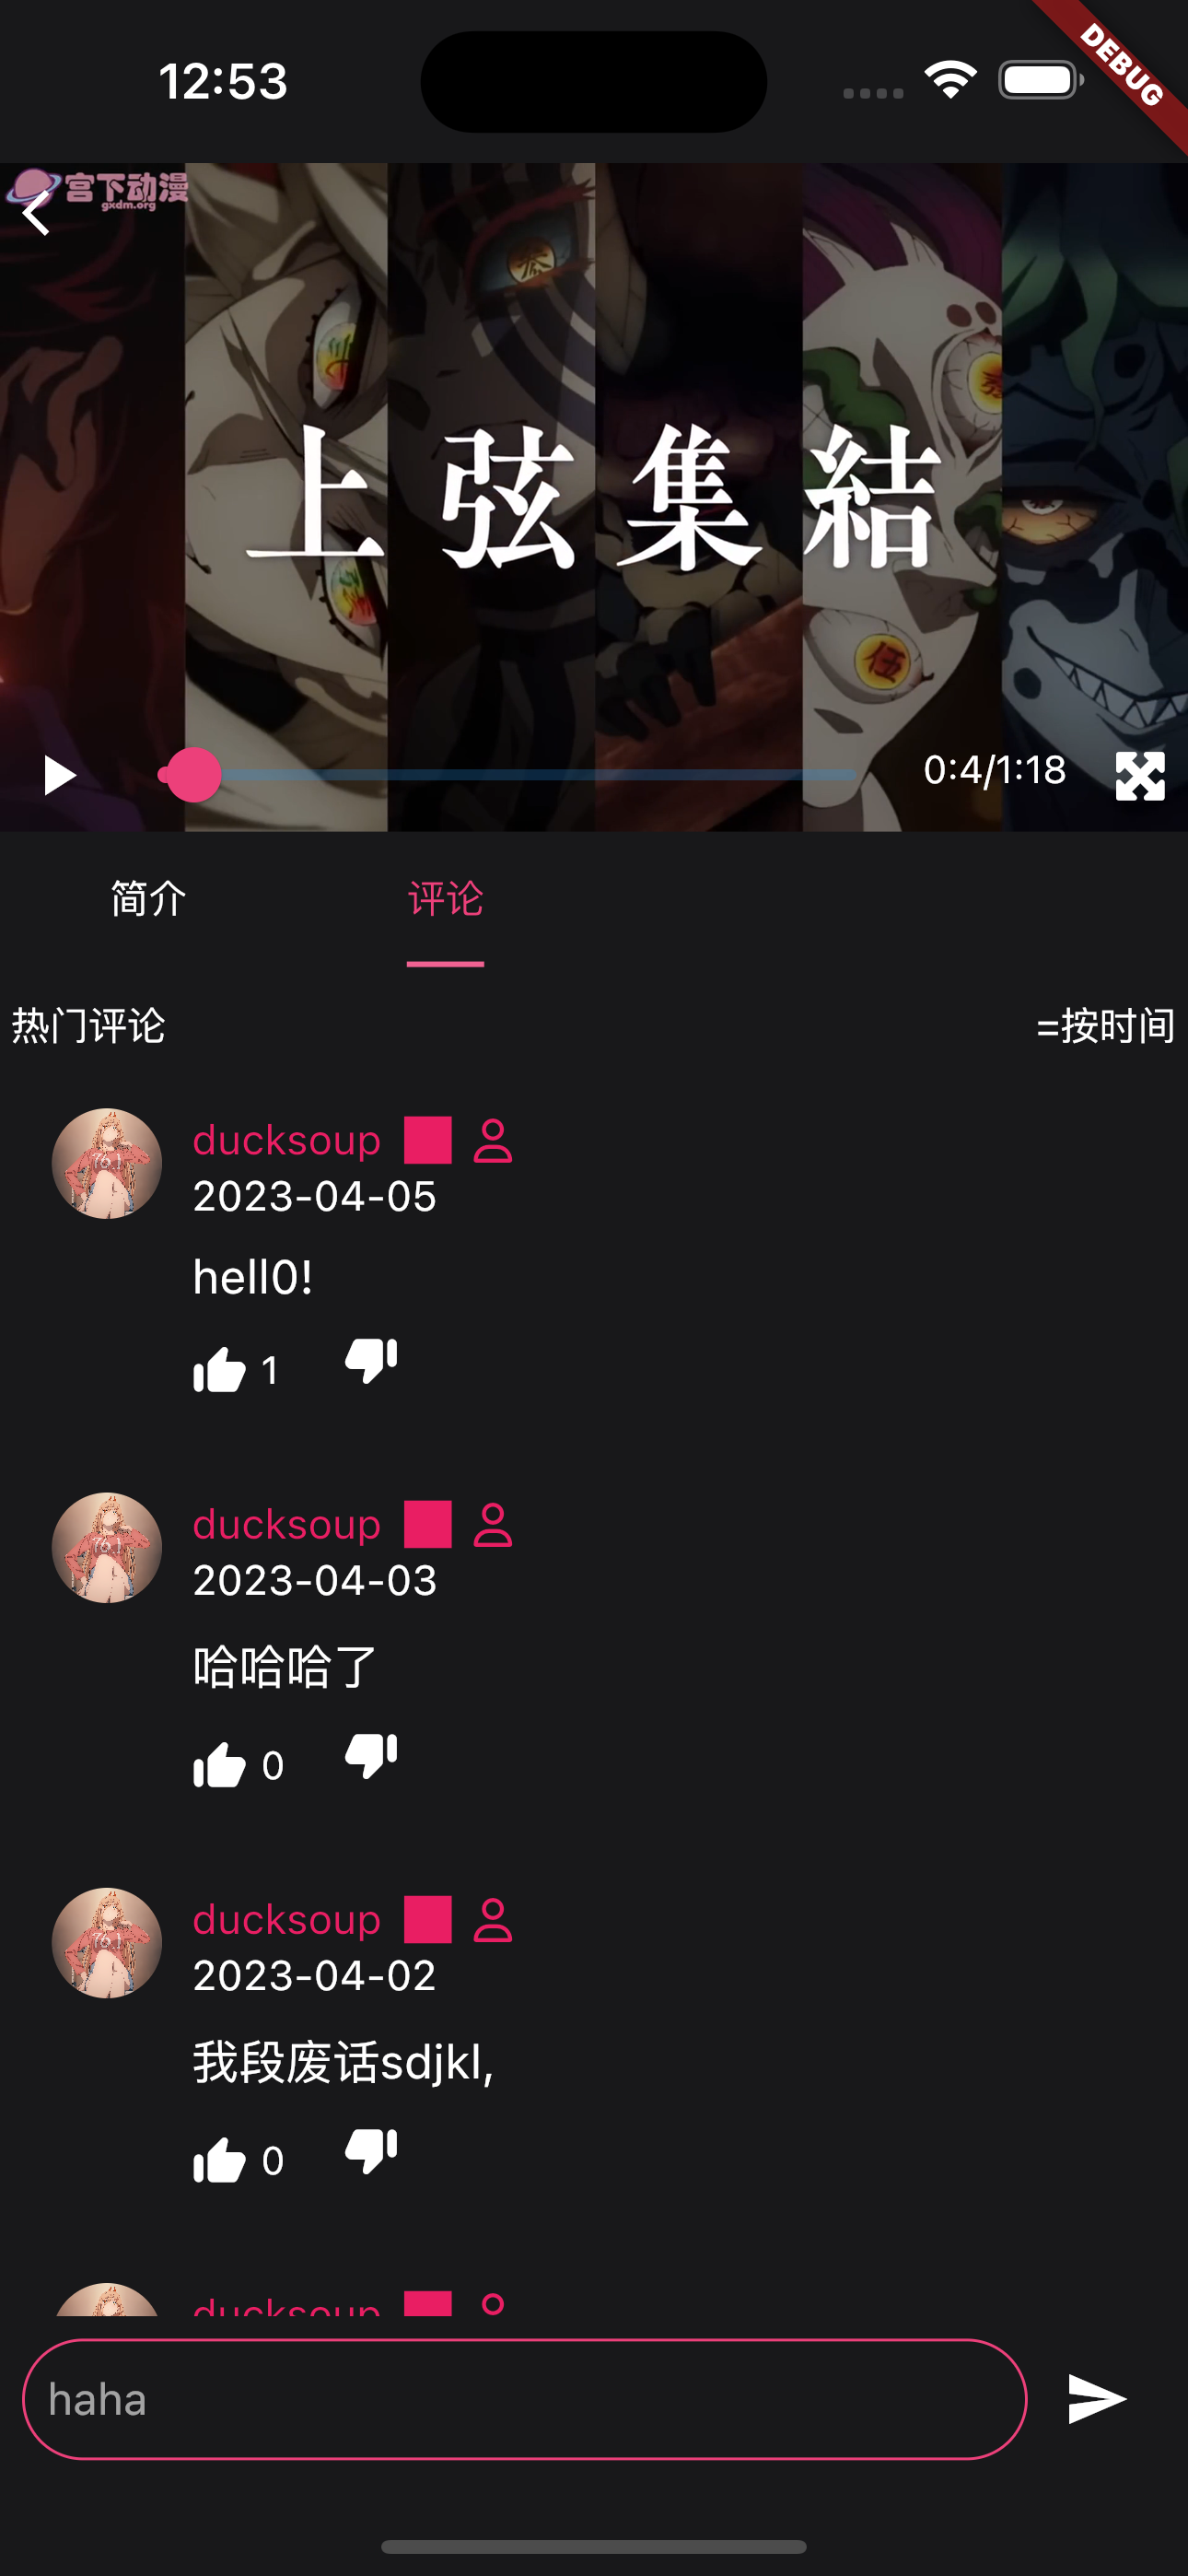 12:53
DEBUG
宫下动漫
gxdm.org
上弦集結
0:4/1:18
简介 评论
热门评论 =按时间
ducksoup
2023-04-05
hell0!
1
ducksoup
2023-04-03
哈哈哈了
0
ducksoup
2023-04-02
我段废话sdjkl,
0
ducksoup
haha